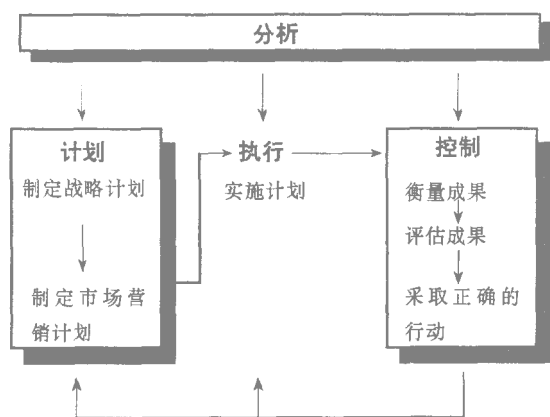 分析
计划
制定战略计划
制定市场营
销计划
执行
实施计划
控制
衡量成果
评估成果
采取正确的
行动